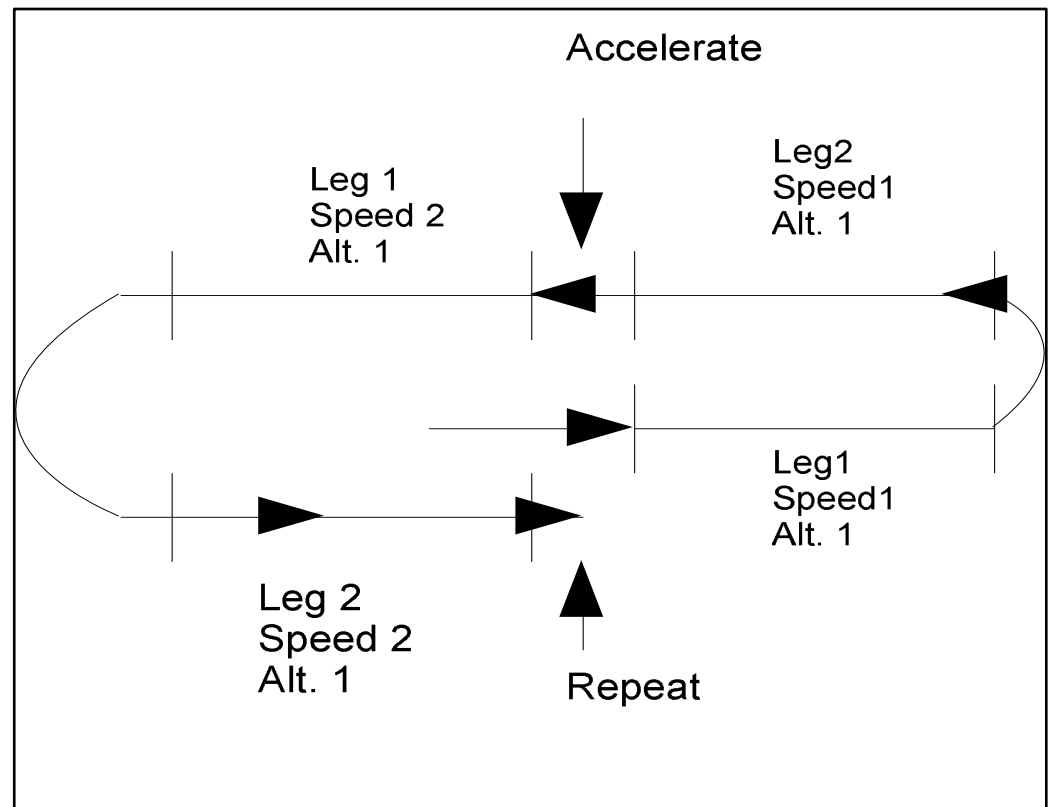 Accelerate
Leg 1
Speed 2
Alt. 1
Leg2
Speed1
Alt. 1
Leg1
Speed1
Alt. 1
Leg 2
Speed 2
Alt. 1
Repeat